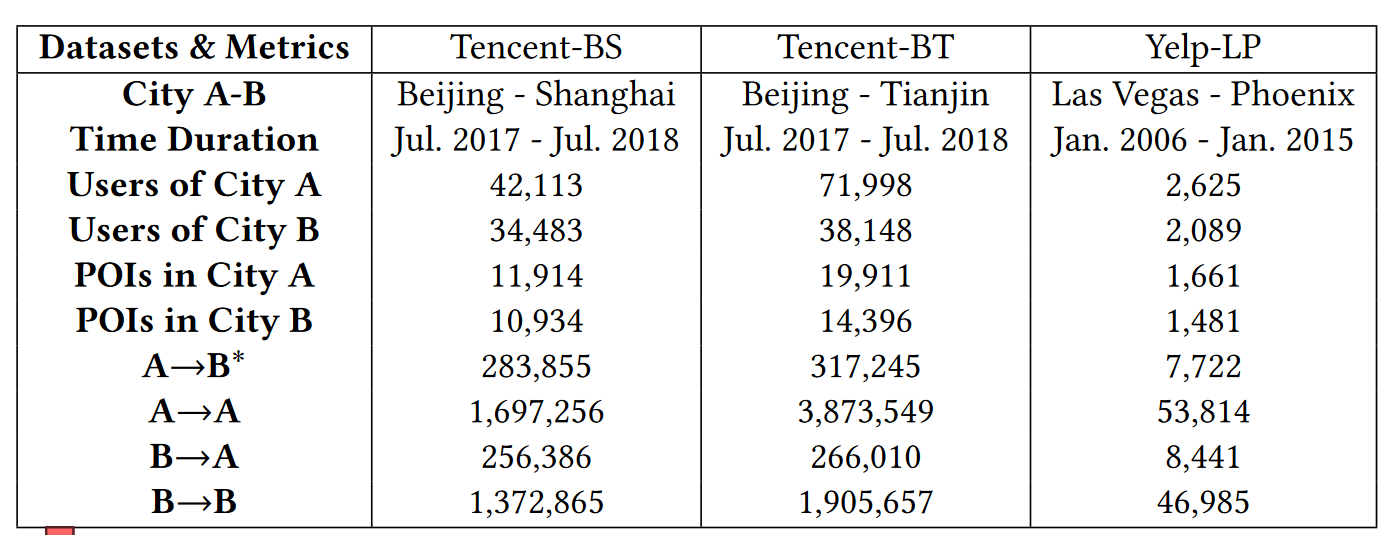 Datasets & Metrics Tencent-BS Tencent-BT Yelp-LP
City A-B Beijing - Shanghai Beijing - Tianjin Las Vegas - Phoenix
Time Duration Jul. 2017 - Jul. 2018 Jul. 2017 - Jul. 2018 Jan. 2006 - Jan. 2015
Users of City A 42,113 71,998 2,625
Users of City B 34,483 38,148 2,089
POIs in City A 11,914 19,911 1,661
POIs in City B 10,934 14,396 1,481
A→B* 283,855 317,245 7,722
A→A 1,697,256 3,873,549 53,814
B→A 256,386 266,010 8,441
B→B 1,372,865 1,905,657 46,985